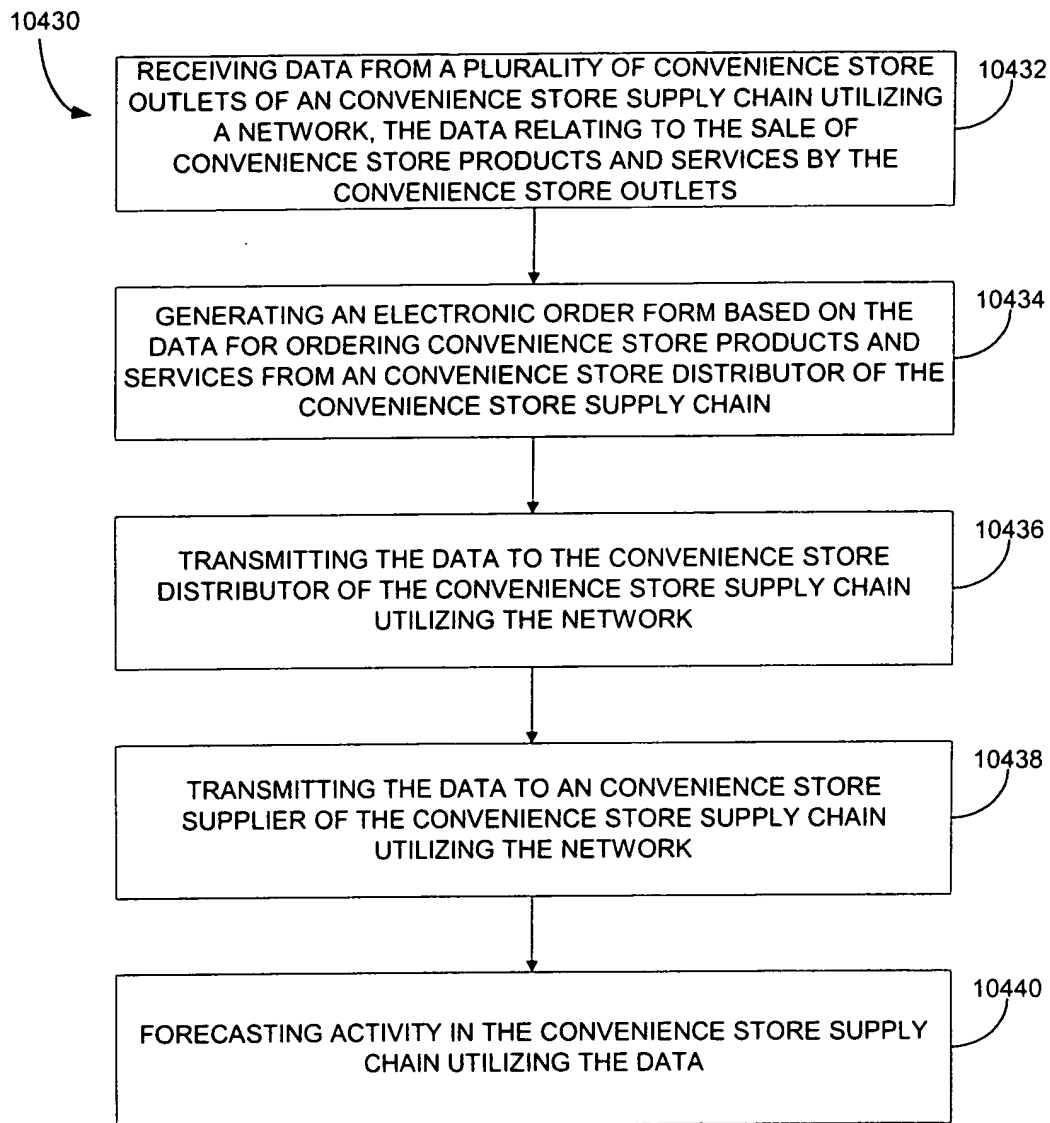 10430
RECEIVING DATA FROM A PLURALITY OF CONVENIENCE STORE
OUTLETS OF AN CONVENIENCE STORE SUPPLY CHAIN UTILIZING
A NETWORK, THE DATA RELATING TO THE SALE OF
CONVENIENCE STORE PRODUCTS AND SERVICES BY THE
CONVENIENCE STORE OUTLETS
10432
GENERATING AN ELECTRONIC ORDER FORM BASED ON THE
DATA FOR ORDERING CONVENIENCE STORE PRODUCTS AND
SERVICES FROM AN CONVENIENCE STORE DISTRIBUTOR OF THE
CONVENIENCE STORE SUPPLY CHAIN
10434
TRANSMITTING THE DATA TO THE CONVENIENCE STORE
DISTRIBUTOR OF THE CONVENIENCE STORE SUPPLY CHAIN
UTILIZING THE NETWORK
10436
TRANSMITTING THE DATA TO AN CONVENIENCE STORE
SUPPLIER OF THE CONVENIENCE STORE SUPPLY CHAIN
UTILIZING THE NETWORK
10438
FORECASTING ACTIVITY IN THE CONVENIENCE STORE SUPPLY
CHAIN UTILIZING THE DATA
10440